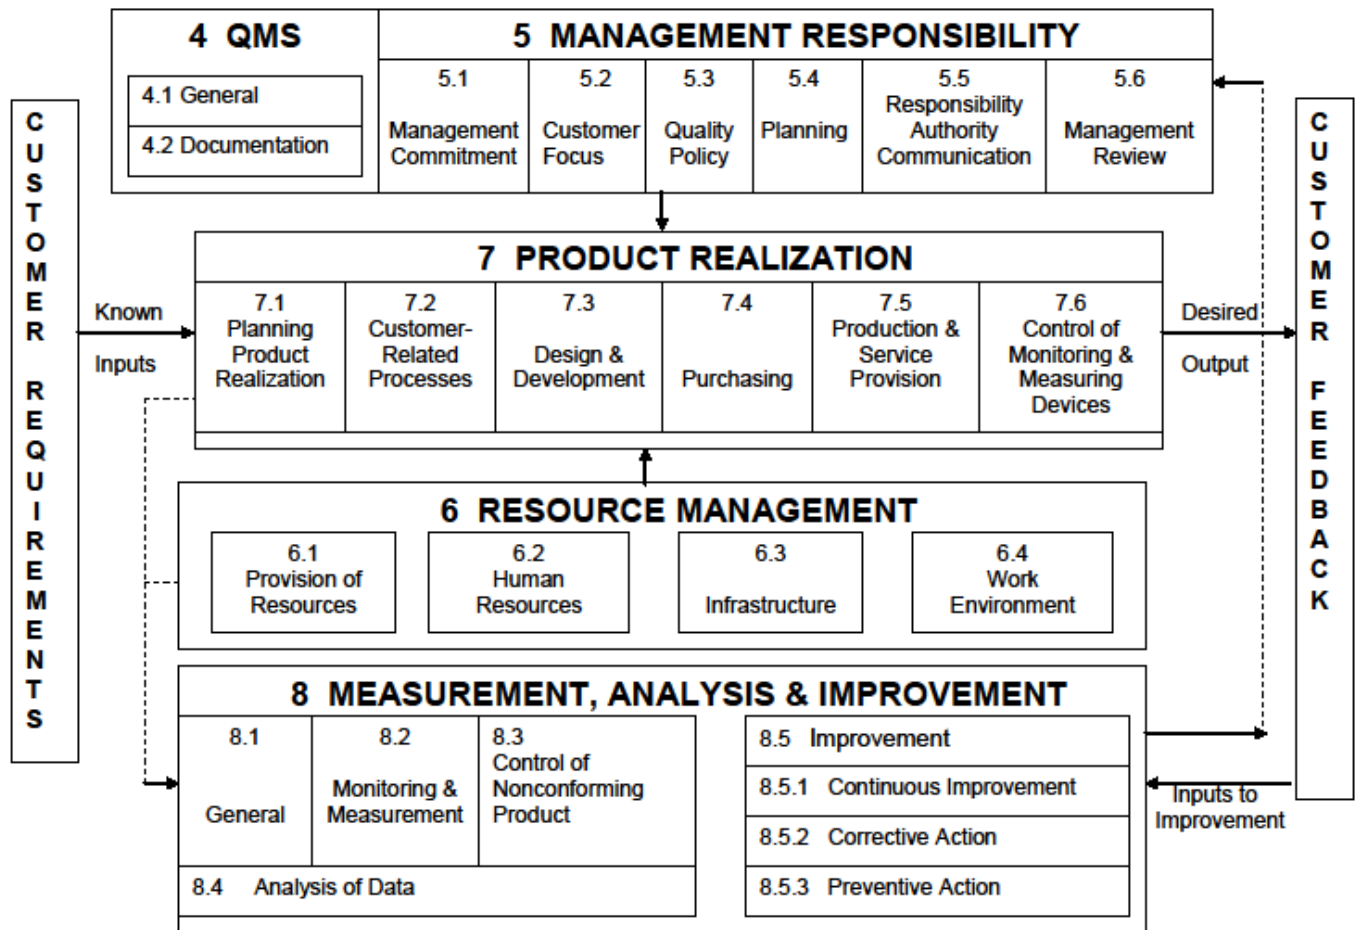 4 QMS
4.1 General
4.2 Documentation
5 MANAGEMENT RESPONSIBILITY
5.1
Management
Commitment
5.2
Customer
Focus
5.3
Quality
Policy
5.4
Planning
5.5
Responsibility
Authority
Communication
5.6
Management
Review
CUSTOMER REQUIREMENTS
Known
Inputs
7 PRODUCT REALIZATION
7.1
Planning
Product
Realization
7.2
Customer-
Related
Processes
7.3
Design &
Development
7.4
Purchasing
7.5
Production &
Service
Provision
7.6
Control of
Monitoring &
Measuring
Devices
Desired
Output
CUSTOMER FEEDBACK
6 RESOURCE MANAGEMENT
6.1
Provision of
Resources
6.2
Human
Resources
6.3
Infrastructure
6.4
Work
Environment
8 MEASUREMENT, ANALYSIS & IMPROVEMENT
8.1
General
8.2
Monitoring &
Measurement
8.3
Control of
Nonconforming
Product
8.4 Analysis of Data
8.5 Improvement
8.5.1 Continuous Improvement
8.5.2 Corrective Action
8.5.3 Preventive Action
Inputs to
Improvement